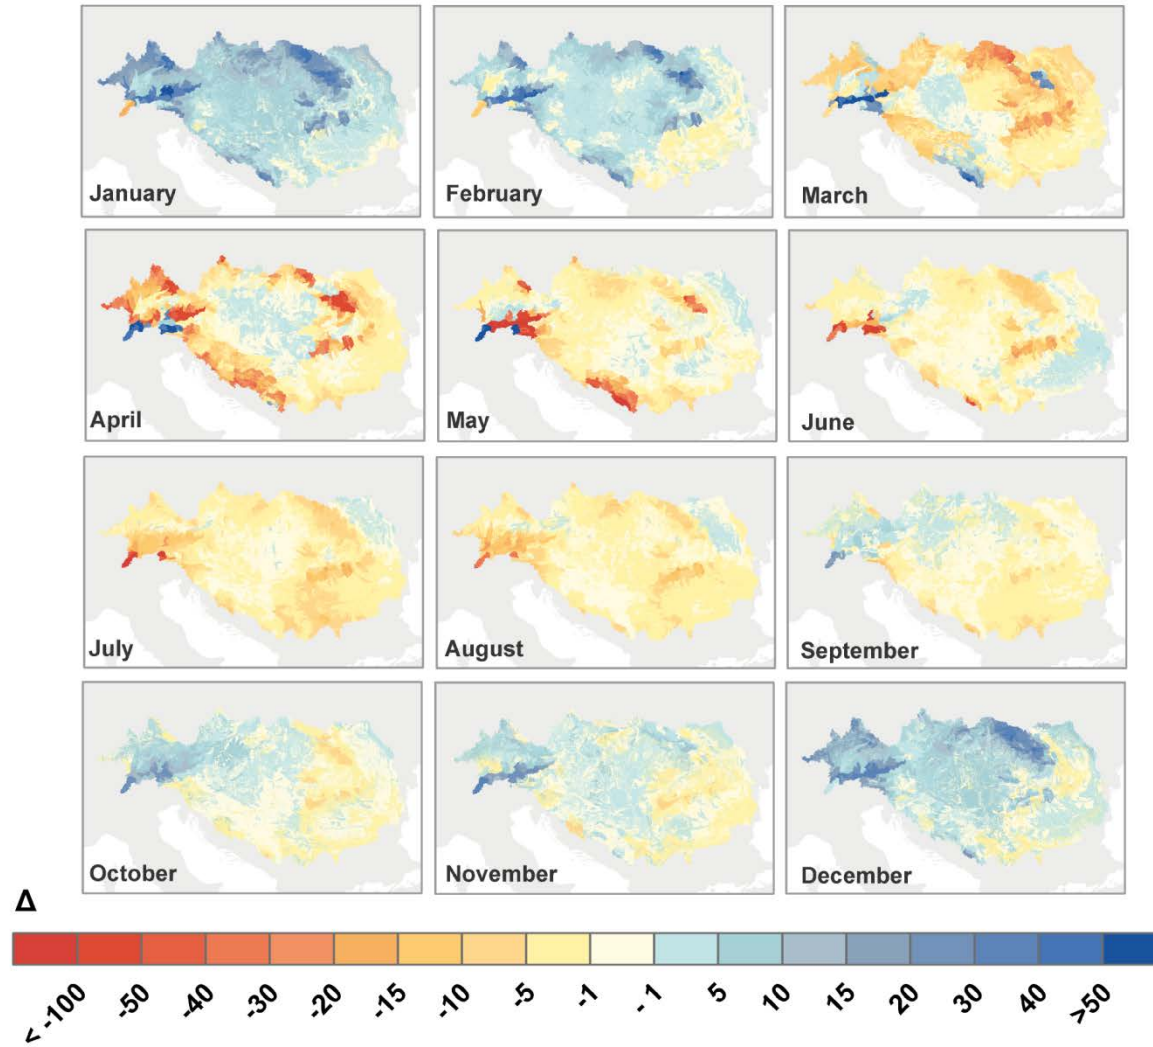 January
February
March
April
May
June
July
August
September
October
November
December
Δ
< -100
-50
-40
-30
-20
-15
-10
-5
-1
- 1
5
10
15
20
30
40
>50